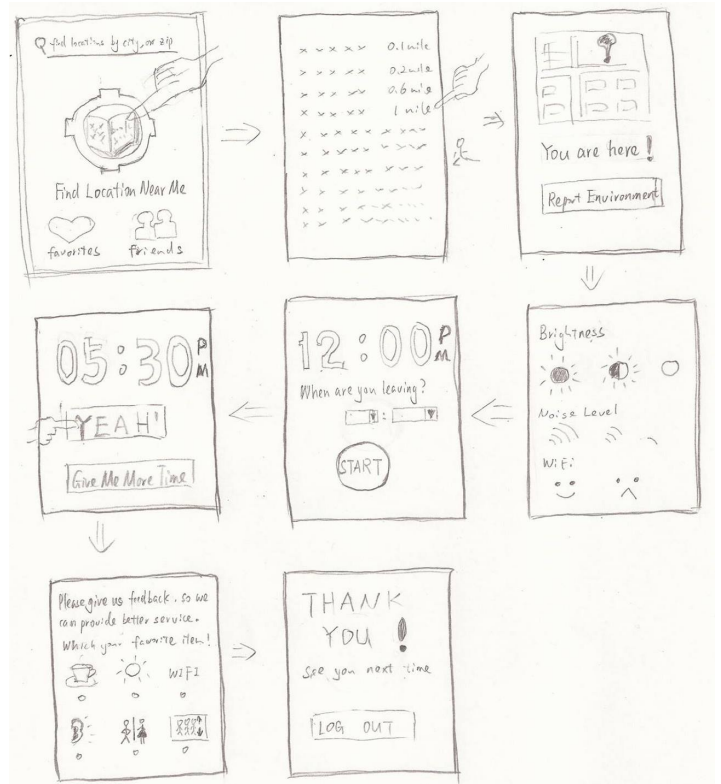 find locations by city, or zip
Find Location Near Me
favorites
friends
0.1 mile
0.2 mile
0.6 mile
1 mile
You are here!
Report Environment
Brightness
Noise Level
WiFi
12:00 PM
When are you leaving?
:
START
05:30 PM
YEAH!
Give Me More Time
Please give us feedback. so we
can provide better service.
Which your favorite item!
WIFI
THANK
YOU!
See you next time
LOG OUT